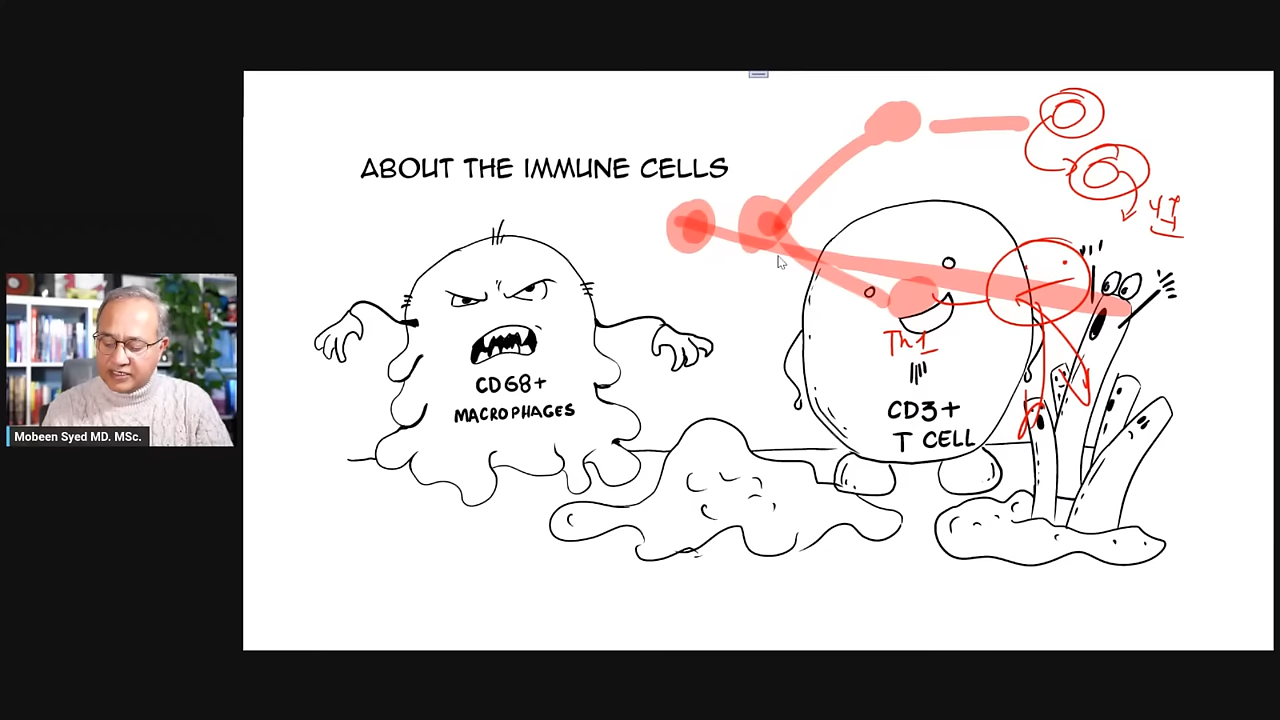 ABOUT THE IMMUNE CELLS
CD68+
MACROPHAGES
Th1
CD3+
T CELL
Mobeen Syed MD. MSc.